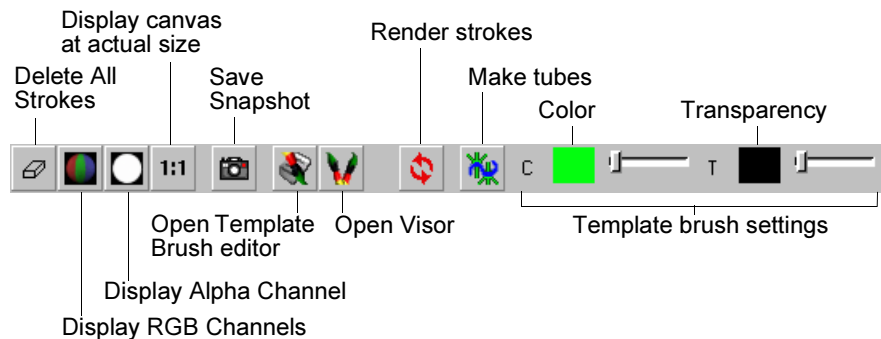 Display canvas
at actual size
Render strokes
Delete All
Strokes
Save
Snapshot
Make tubes
Color
Transparency
1:1
C
T
Open Template
Brush editor
Open Visor
Template brush settings
Display Alpha Channel
Display RGB Channels